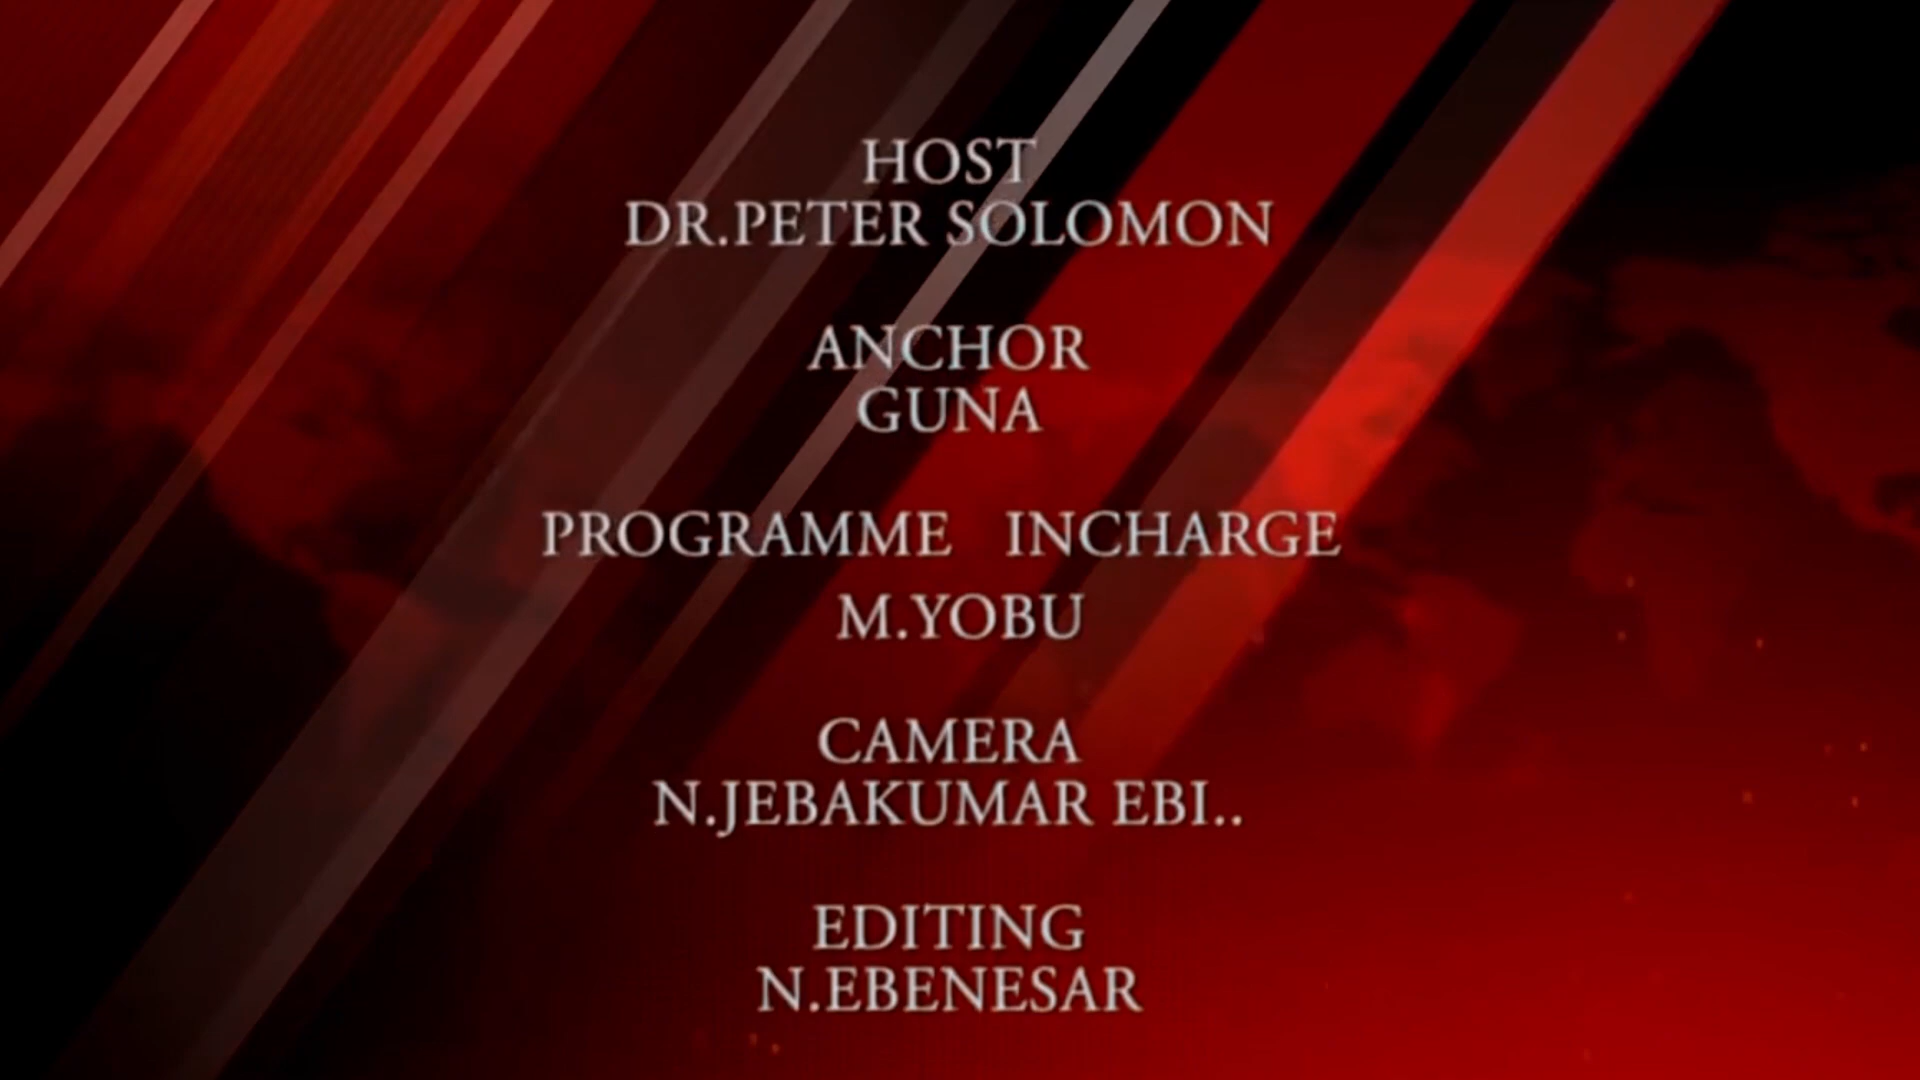 HOST
DR.PETER SOLOMON
ANCHOR
GUNA
PROGRAMME INCHARGE
M.YOBU
CAMERA
N.JEBAKUMAR EBI..
EDITING
N.EBENESAR